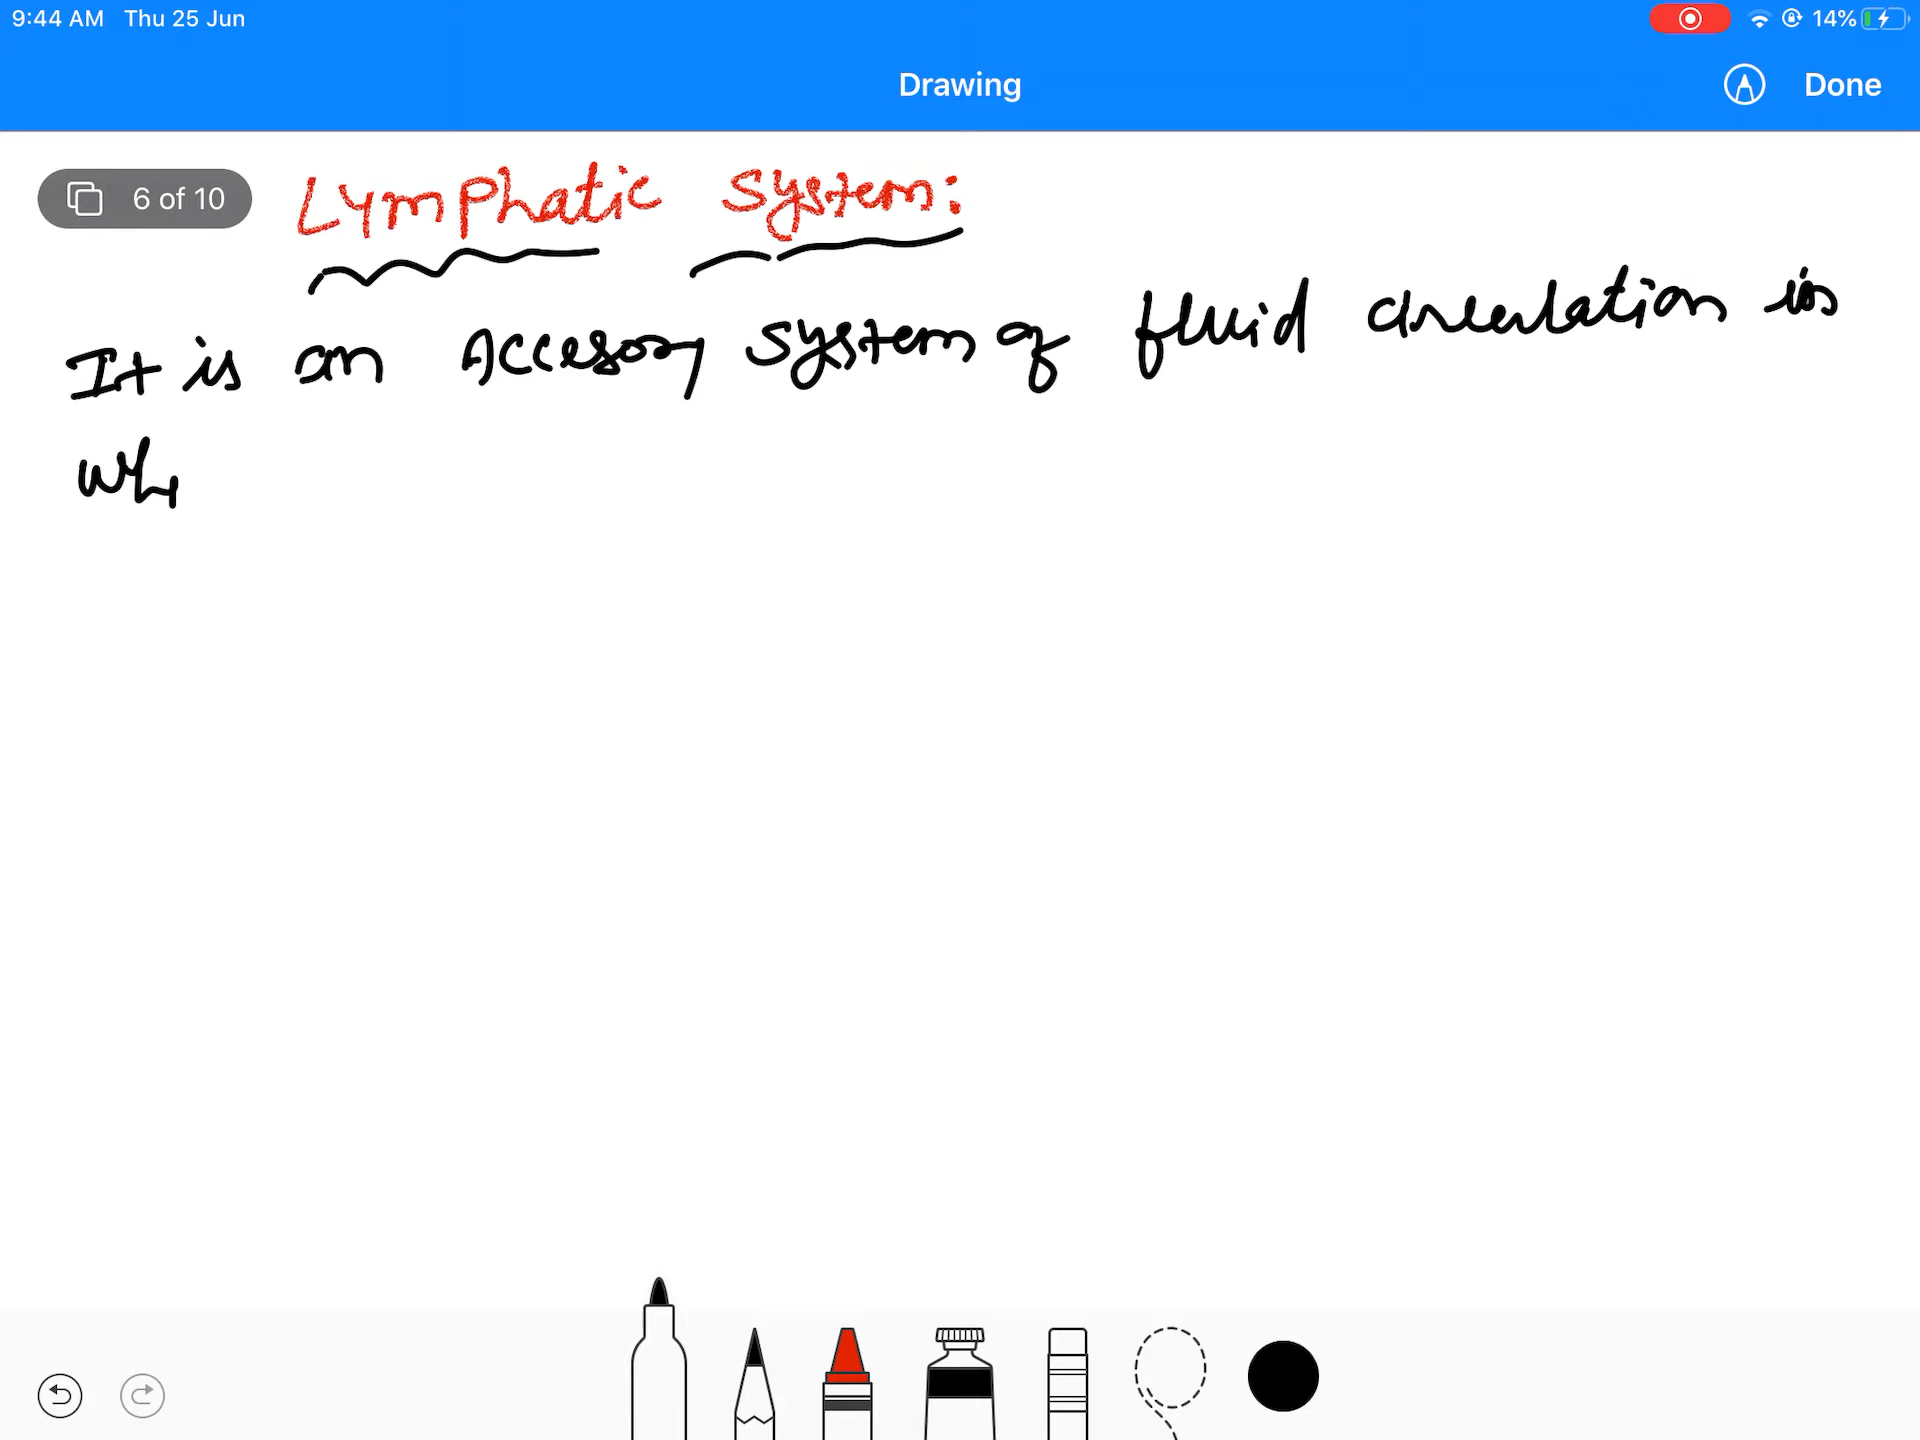 9:44 AM Thu 25 Jun 14%
Drawing Done
6 of 10 Lymphatic System:
It is an Accesory system of fluid circulation in